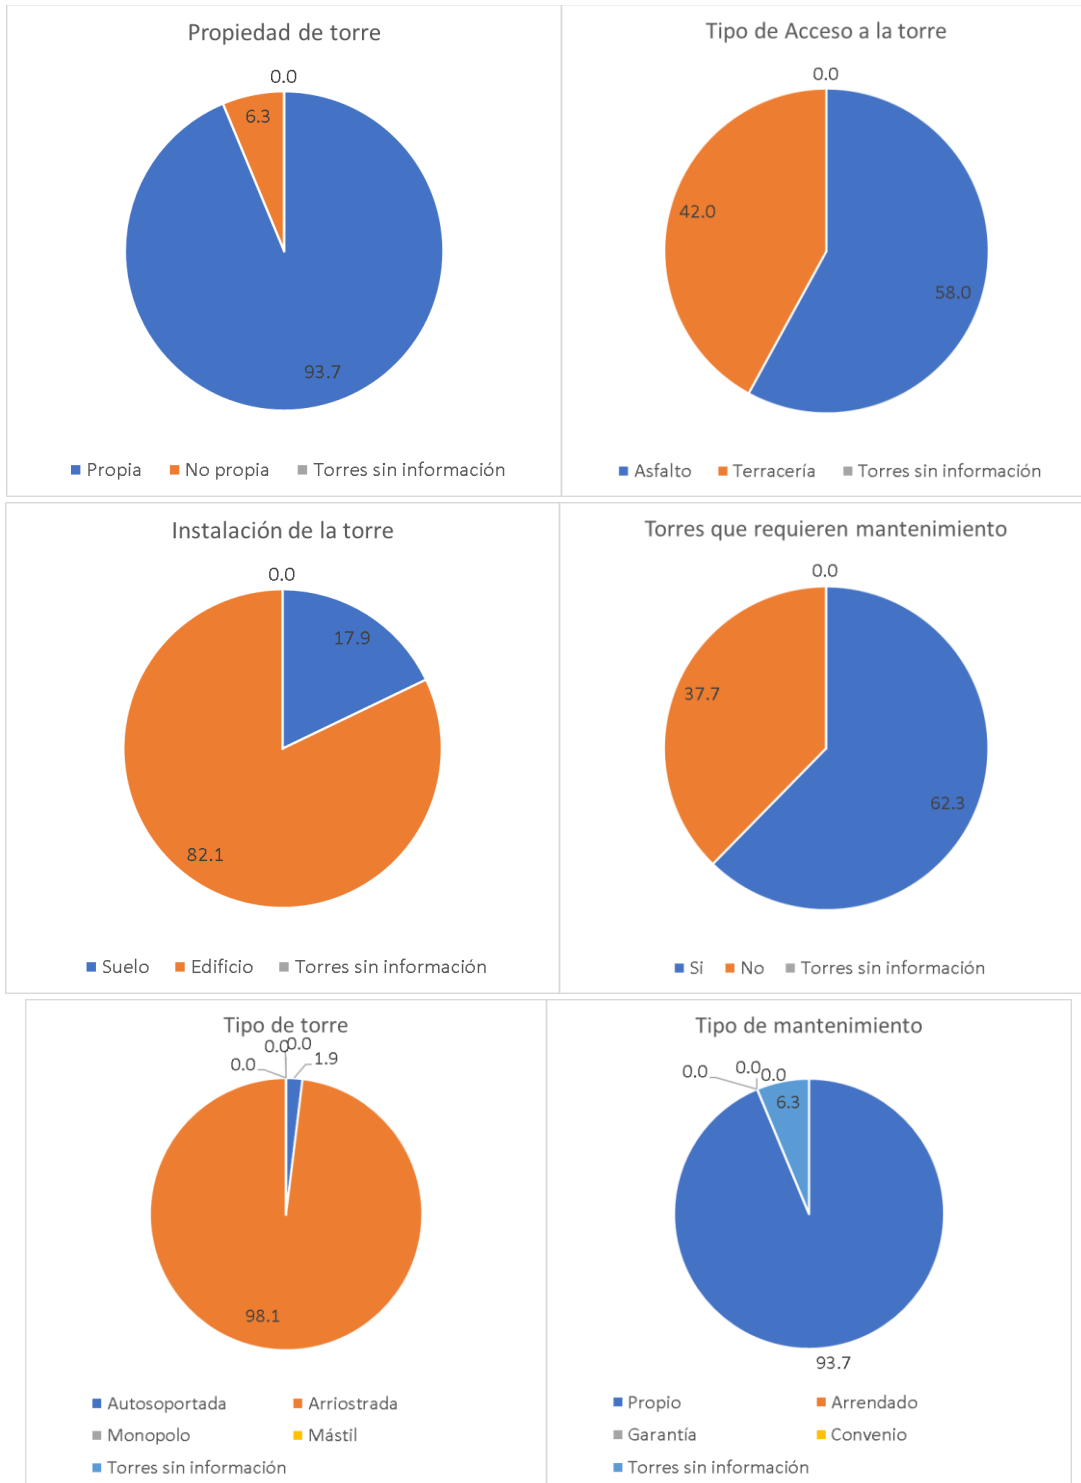 Propiedad de torre
0.0
6.3
93.7
Propia No propia Torres sin información
Tipo de Acceso a la torre
0.0
42.0
58.0
Asfalto Terracería Torres sin información
Instalación de la torre
0.0
17.9
82.1
Suelo Edificio Torres sin información
Torres que requieren mantenimiento
0.0
37.7
62.3
Si No Torres sin información
Tipo de torre
0.0 0.0
0.0 1.9
98.1
Autosoportada Arriostrada
Monopolo Mástil
Torres sin información
Tipo de mantenimiento
0.0 0.0 0.0
6.3
93.7
Propio Arrendado
Garantía Convenio
Torres sin información